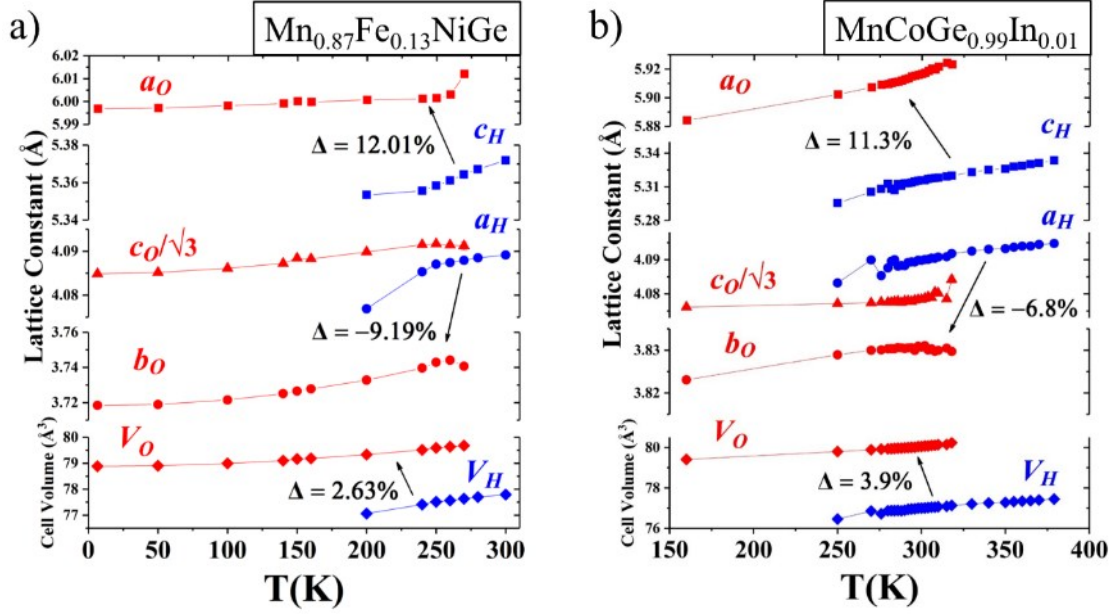 a)
Mn0.87Fe0.13NiGe
Lattice Constant (Å)
6.02
6.01
6.00
5.99
aO
Δ = 12.01%
cH
5.38
5.36
5.34
cO/√3
aH
4.09
4.08
Δ = −9.19%
3.76
3.74
3.72
bO
Cell Volume (Å3)
80
79
78
77
VO
Δ = 2.63%
VH
0 50 100 150 200 250 300
T(K)
b)
MnCoGe0.99In0.01
Lattice Constant (Å)
5.92
5.90
5.88
aO
Δ = 11.3%
cH
5.34
5.31
5.28
aH
4.09
4.08
cO/√3
Δ = −6.8%
3.83
3.82
bO
Cell Volume (Å3)
80
78
76
VO
Δ = 3.9%
VH
150 200 250 300 350 400
T(K)